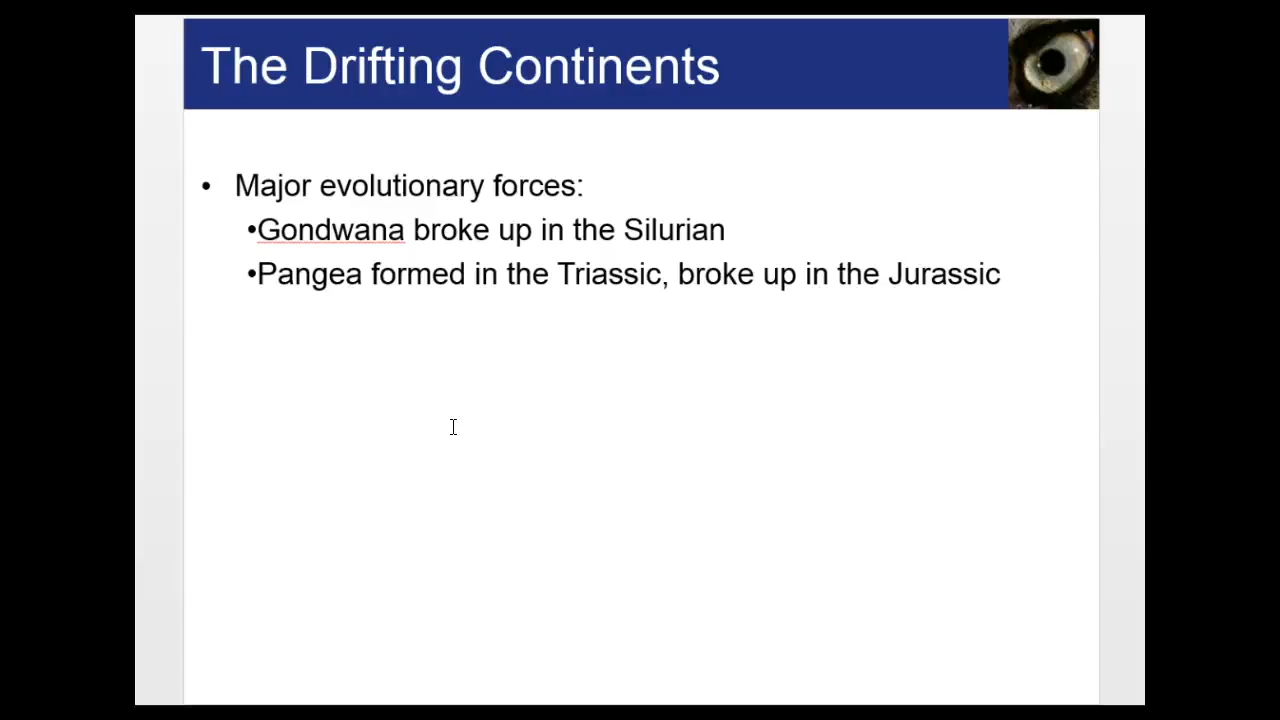 The Drifting Continents
• Major evolutionary forces:
•Gondwana broke up in the Silurian
•Pangea formed in the Triassic, broke up in the Jurassic